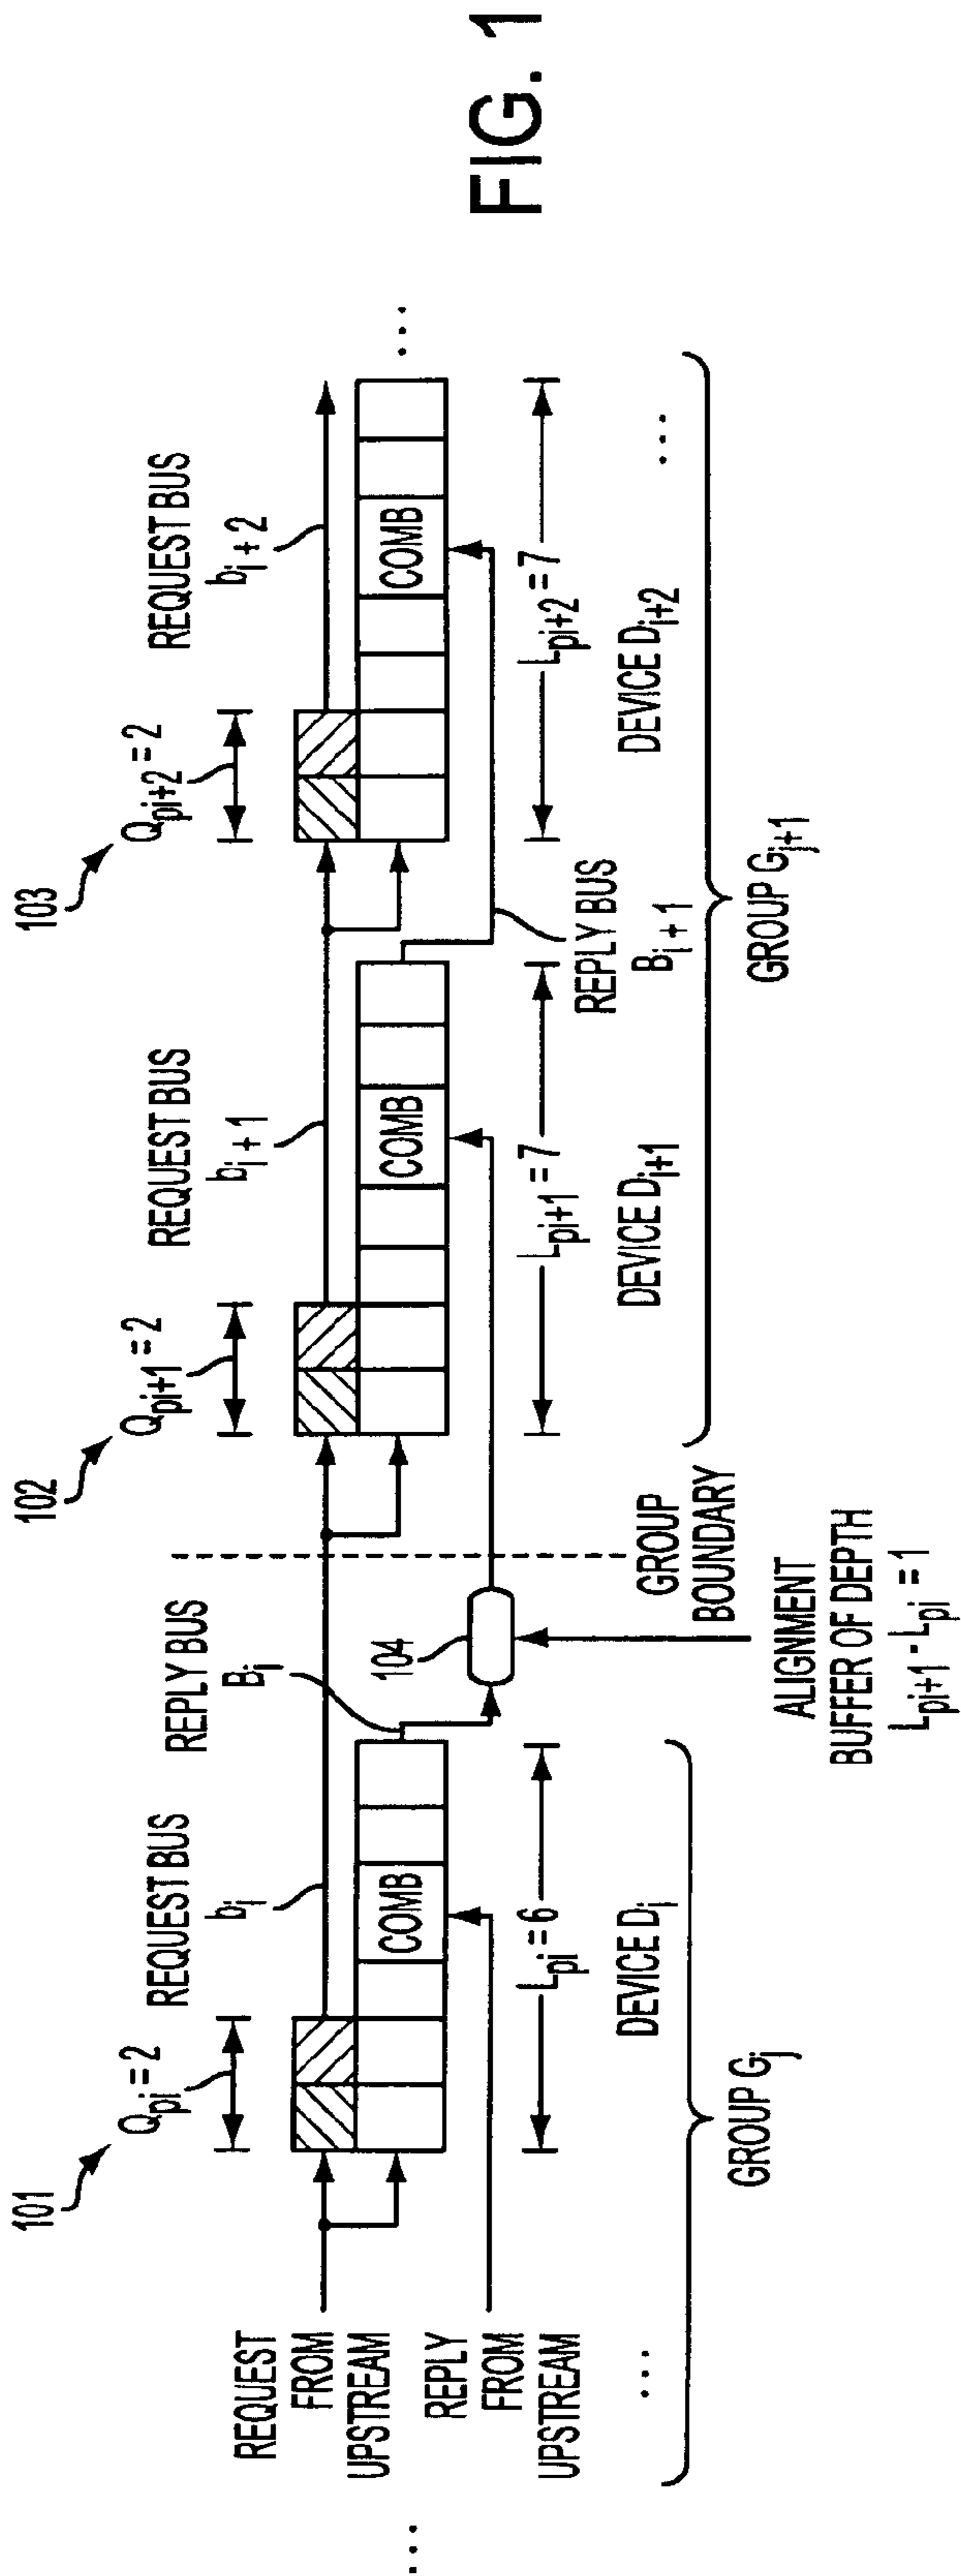 101
102
103
Q_pi = 2
Q_pi+1 = 2
Q_pi+2 = 2
REQUEST BUS
b_i
REPLY BUS
B_i
REQUEST BUS
b_i+1
REQUEST BUS
b_i+2
REQUEST
FROM
UPSTREAM
REPLY
FROM
UPSTREAM
...
COMB
COMB
COMB
...
104
L_pi = 6
L_pi+1 = 7
L_pi+2 = 7
REPLY BUS
B_i+1
...
DEVICE D_i
GROUP
BOUNDARY
DEVICE D_i+1
DEVICE D_i+2
...
GROUP G_j
GROUP G_j+1
ALIGNMENT
BUFFER OF DEPTH
L_pi+1 - L_pi = 1
FIG. 1